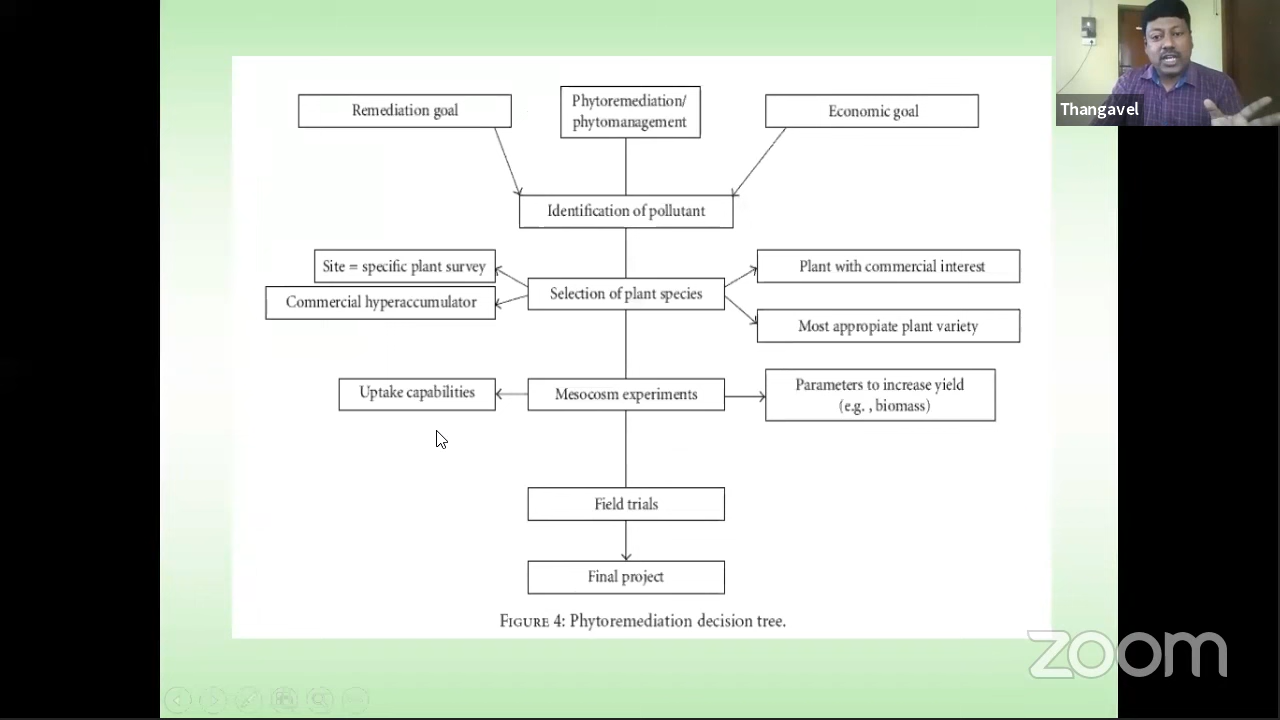 Thangavel
Remediation goal
Phytoremediation/
phytomanagement
Economic goal
Identification of pollutant
Site = specific plant survey
Commercial hyperaccumulator
Selection of plant species
Plant with commercial interest
Most appropiate plant variety
Uptake capabilities
Mesocosm experiments
Parameters to increase yield
(e.g. , biomass)
Field trials
Final project
FIGURE 4: Phytoremediation decision tree.
zoom